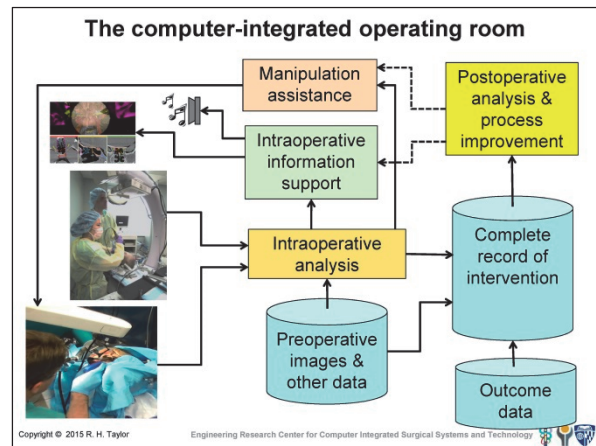 The computer-integrated operating room
Manipulation
assistance
Postoperative
analysis &
process
improvement
Intraoperative
information
support
Intraoperative
analysis
Complete
record of
intervention
Preoperative
images &
other data
Outcome
data
Copyright © 2015 R. H. Taylor
Engineering Research Center for Computer Integrated Surgical Systems and Technology